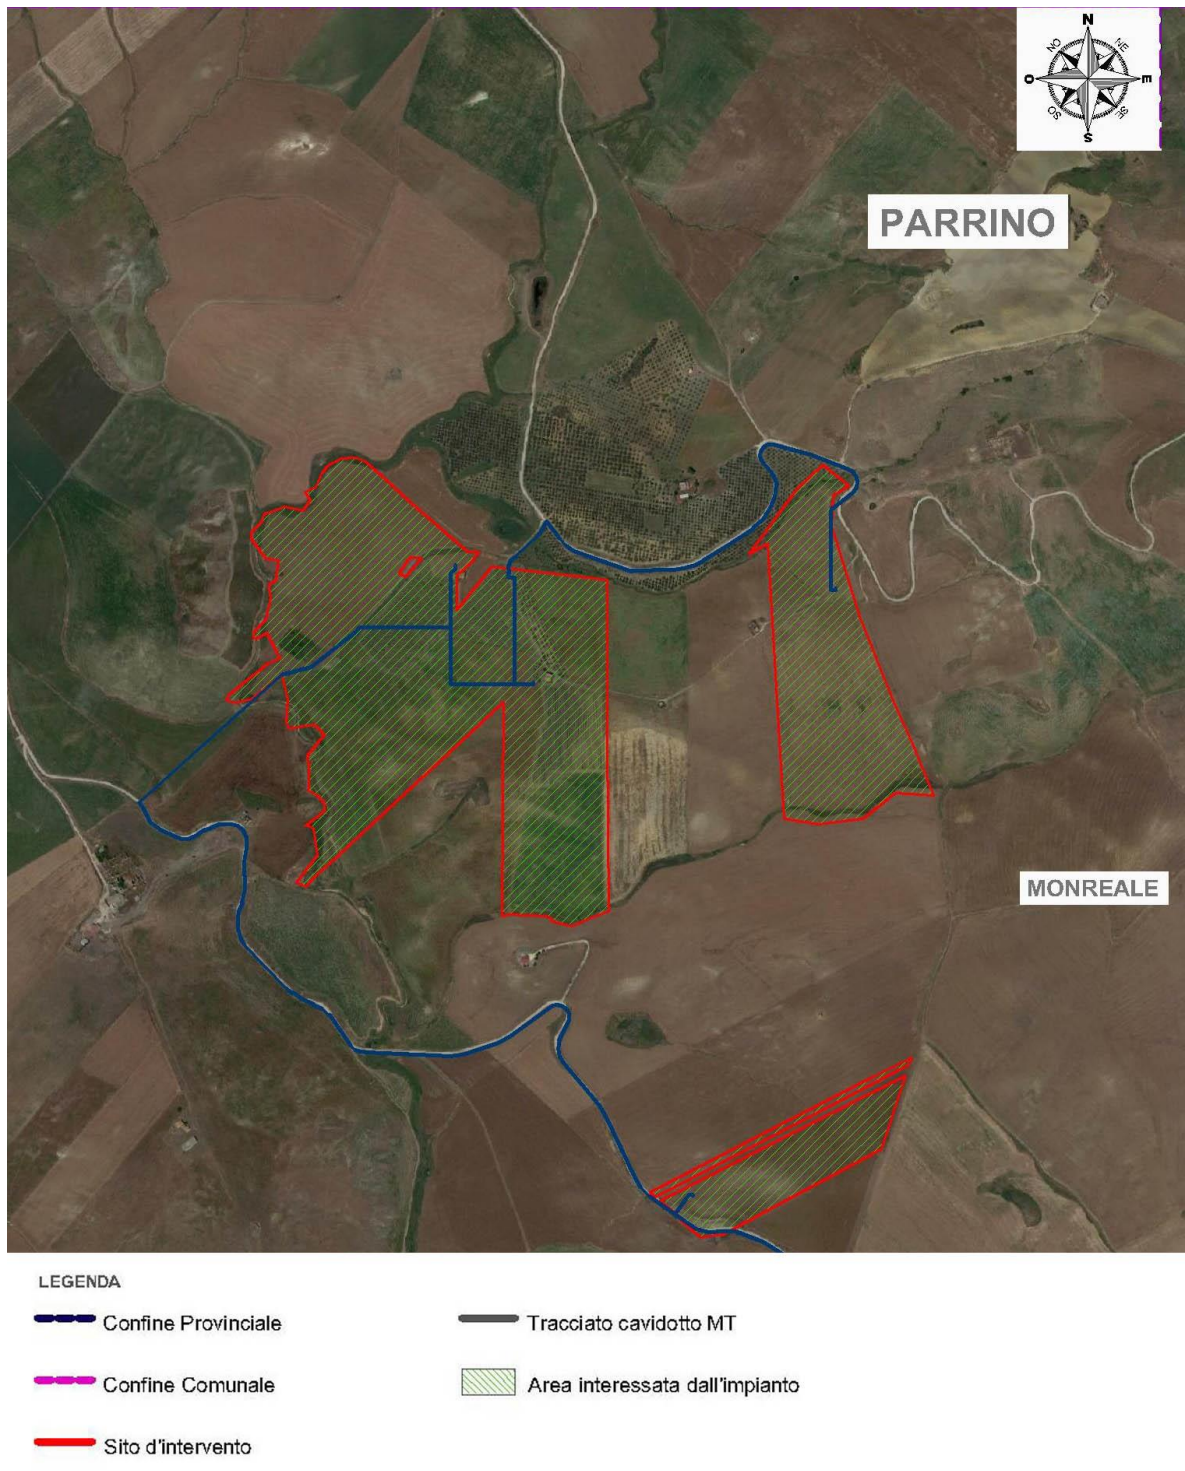 N
NO
NE
O
E
SO
SE
S
PARRINO
MONREALE
LEGENDA
Confine Provinciale
Tracciato cavidotto MT
Confine Comunale
Area interessata dall'impianto
Sito d'intervento